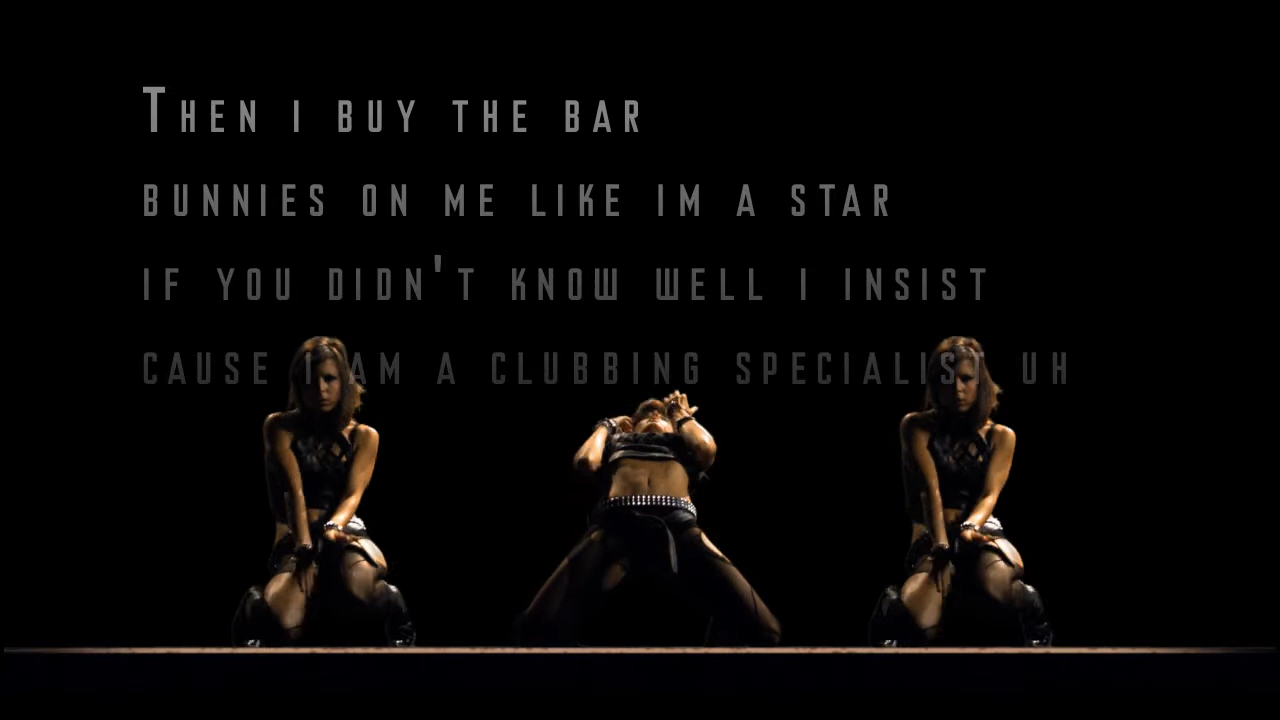 Then i buy the bar
bunnies on me like im a star
if you didn't know well i insist
cause i am a clubbing specialist uh